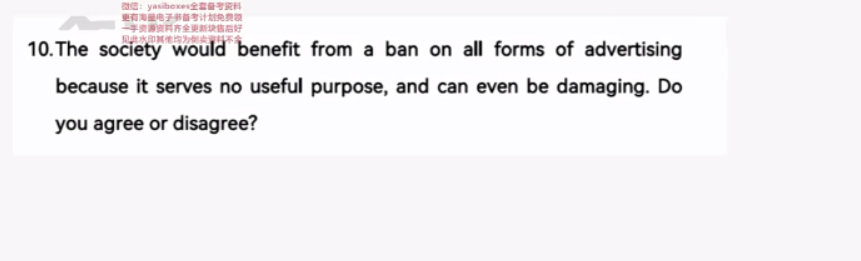 微信：yasiboxes全套备考资料
更有海量电子书备考计划免费领
一手资源资料齐全更新快售后好
见此水印其他均为倒卖资料不全
10.The society would benefit from a ban on all forms of advertising
because it serves no useful purpose, and can even be damaging. Do
you agree or disagree?